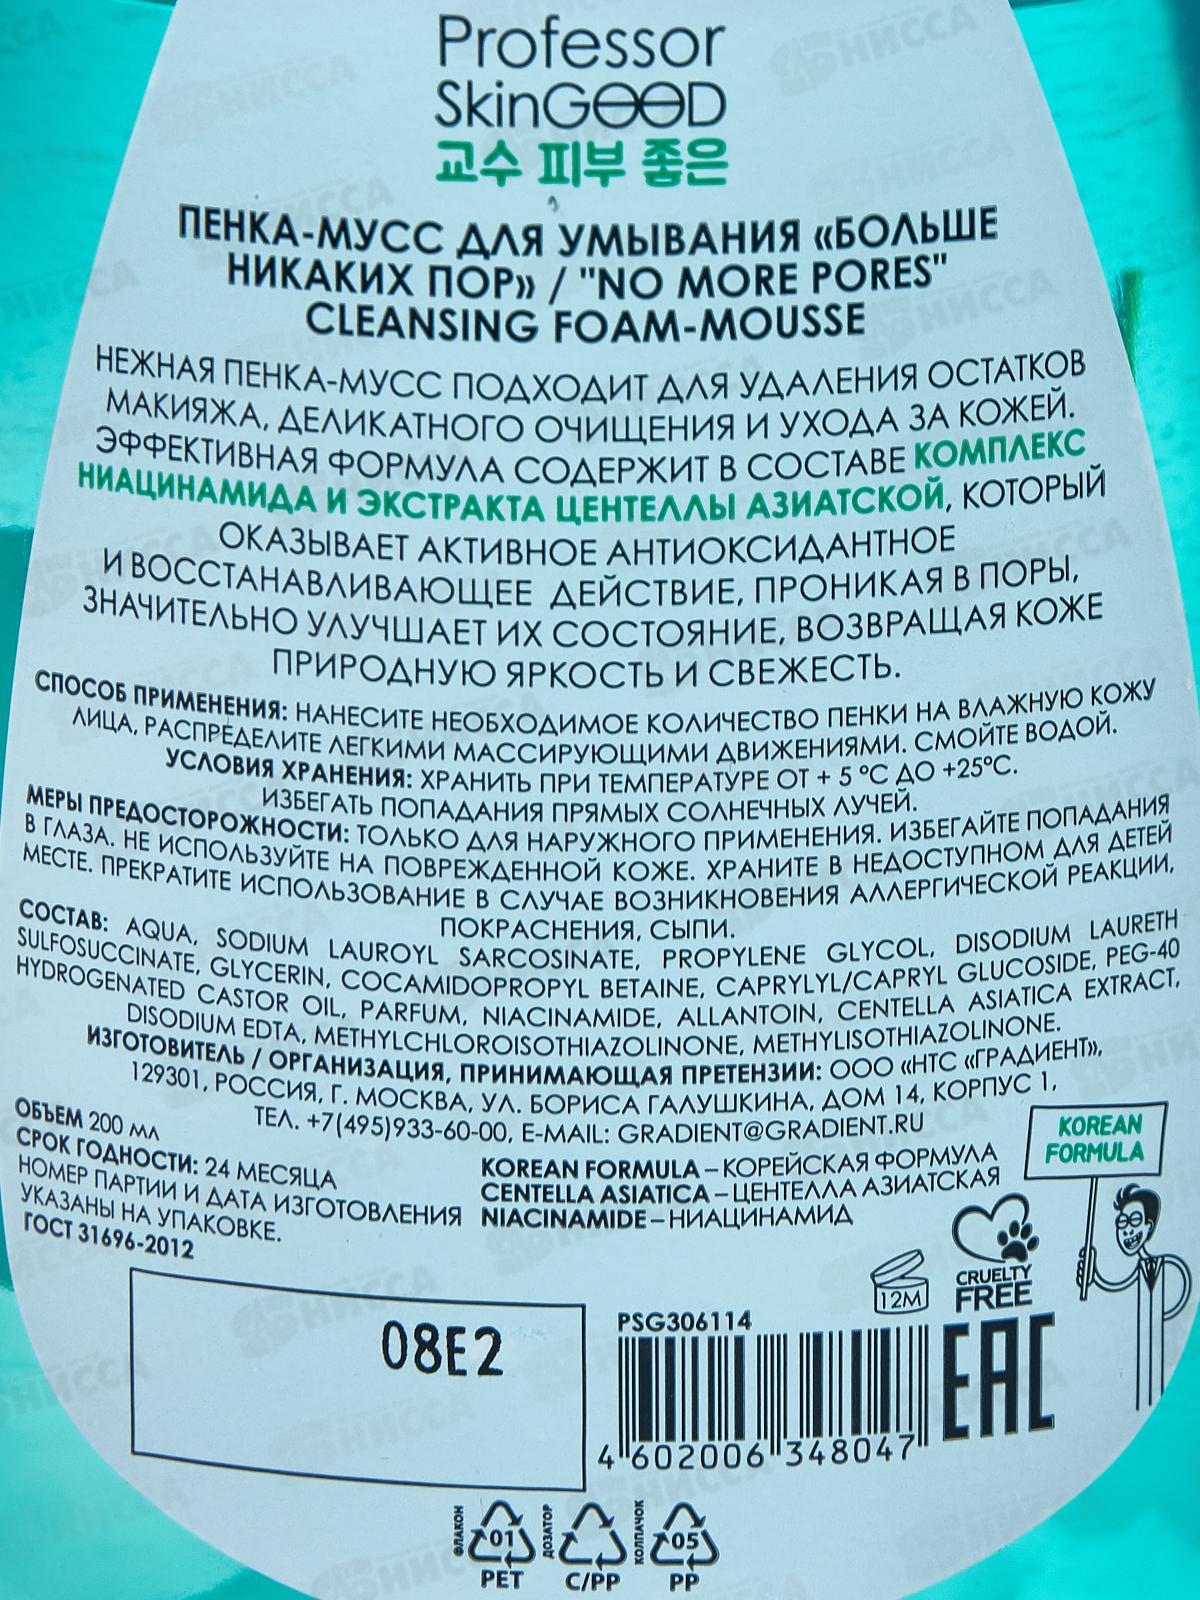 Professor
SkinGOOD
교수 피부 좋은
ПЕНКА-МУСС ДЛЯ УМЫВАНИЯ «БОЛЬШЕ
НИКАКИХ ПОР» / "NO MORE PORES"
CLEANSING FOAM-MOUSSE
НЕЖНАЯ ПЕНКА-МУСС ПОДХОДИТ ДЛЯ УДАЛЕНИЯ ОСТАТКОВ
МАКИЯЖА, ДЕЛИКАТНОГО ОЧИЩЕНИЯ И УХОДА ЗА КОЖЕЙ.
ЭФФЕКТИВНАЯ ФОРМУЛА СОДЕРЖИТ В СОСТАВЕ КОМПЛЕКС
НИАЦИНАМИДА И ЭКСТРАКТА ЦЕНТЕЛЛЫ АЗИАТСКОЙ, КОТОРЫЙ
ОКАЗЫВАЕТ АКТИВНОЕ АНТИОКСИДАНТНОЕ
И ВОССТАНАВЛИВАЮЩЕЕ ДЕЙСТВИЕ, ПРОНИКАЯ В ПОРЫ,
ЗНАЧИТЕЛЬНО УЛУЧШАЕТ ИХ СОСТОЯНИЕ, ВОЗВРАЩАЯ КОЖЕ
ПРИРОДНУЮ ЯРКОСТЬ И СВЕЖЕСТЬ.
СПОСОБ ПРИМЕНЕНИЯ: НАНЕСИТЕ НЕОБХОДИМОЕ КОЛИЧЕСТВО ПЕНКИ НА ВЛАЖНУЮ КОЖУ
ЛИЦА, РАСПРЕДЕЛИТЕ ЛЕГКИМИ МАССИРУЮЩИМИ ДВИЖЕНИЯМИ. СМОЙТЕ ВОДОЙ.
УСЛОВИЯ ХРАНЕНИЯ: ХРАНИТЬ ПРИ ТЕМПЕРАТУРЕ ОТ + 5 °C ДО +25°C.
ИЗБЕГАТЬ ПОПАДАНИЯ ПРЯМЫХ СОЛНЕЧНЫХ ЛУЧЕЙ.
МЕРЫ ПРЕДОСТОРОЖНОСТИ: ТОЛЬКО ДЛЯ НАРУЖНОГО ПРИМЕНЕНИЯ. ИЗБЕГАЙТЕ ПОПАДАНИЯ
В ГЛАЗА. НЕ ИСПОЛЬЗУЙТЕ НА ПОВРЕЖДЕННОЙ КОЖЕ. ХРАНИТЕ В НЕДОСТУПНОМ ДЛЯ ДЕТЕЙ
МЕСТЕ. ПРЕКРАТИТЕ ИСПОЛЬЗОВАНИЕ В СЛУЧАЕ ВОЗНИКНОВЕНИЯ АЛЛЕРГИЧЕСКОЙ РЕАКЦИИ,
ПОКРАСНЕНИЯ, СЫПИ.
СОСТАВ: AQUA, SODIUM LAUROYL SARCOSINATE, PROPYLENE GLYCOL, DISODIUM LAURETH
SULFOSUCCINATE, GLYCERIN, COCAMIDOPROPYL BETAINE, CAPRYLYL/CAPRYL GLUCOSIDE, PEG-40
HYDROGENATED CASTOR OIL, PARFUM, NIACINAMIDE, ALLANTOIN, CENTELLA ASIATICA EXTRACT,
DISODIUM EDTA, METHYLCHLOROISOTHIAZOLINONE, METHYLISOTHIAZOLINONE.
ИЗГОТОВИТЕЛЬ / ОРГАНИЗАЦИЯ, ПРИНИМАЮЩАЯ ПРЕТЕНЗИИ: ООО «НТС «ГРАДИЕНТ»,
129301, РОССИЯ, Г. МОСКВА, УЛ. БОРИСА ГАЛУШКИНА, ДОМ 14, КОРПУС 1,
ТЕЛ. +7(495)933-60-00, E-MAIL: GRADIENT@GRADIENT.RU
ОБЪЕМ 200 МЛ
СРОК ГОДНОСТИ: 24 МЕСЯЦА
НОМЕР ПАРТИИ И ДАТА ИЗГОТОВЛЕНИЯ
УКАЗАНЫ НА УПАКОВКЕ.
ГОСТ 31696-2012
KOREAN FORMULA – КОРЕЙСКАЯ ФОРМУЛА
CENTELLA ASIATICA – ЦЕНТЕЛЛА АЗИАТСКАЯ
NIACINAMIDE – НИАЦИНАМИД
KOREAN
FORMULA
12M
CRUELTY
FREE
08E2
PSG306114
EAC
4 602006 348047
ФЛАКОН
01
PET
ДОЗАТОР
C/PP
КОЛПАЧОК
05
PP
НИССА